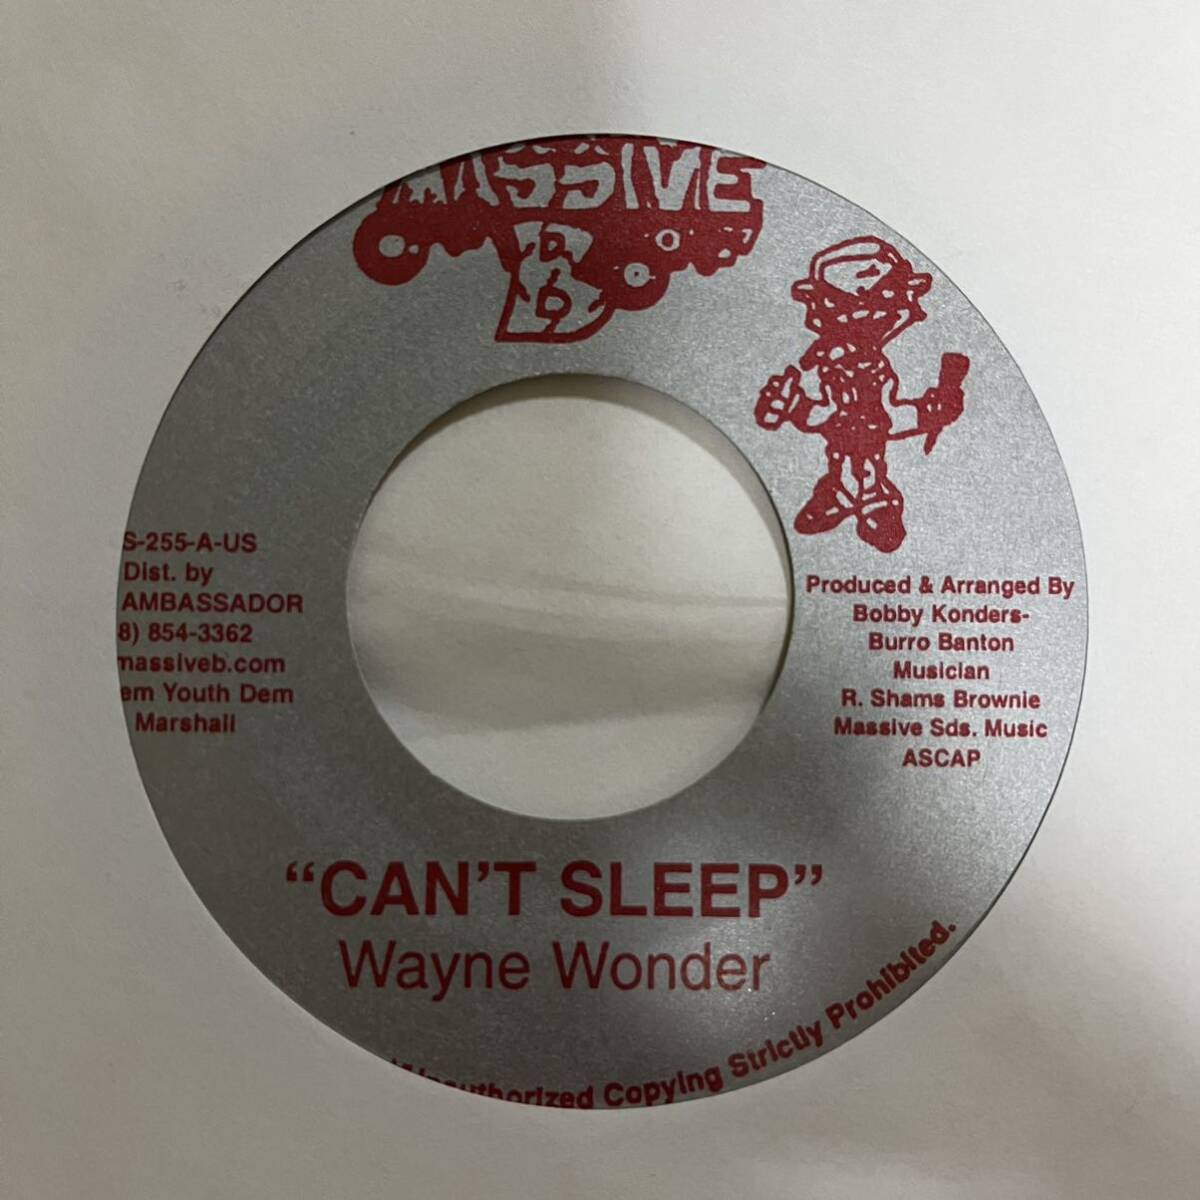 MASSIVE
B
S-255-A-US
Dist. by
AMBASSADOR
8) 854-3362
massiveb.com
em Youth Dem
Marshall
Produced & Arranged By
Bobby Konders-
Burro Banton
Musician
R. Shams Brownie
Massive Sds. Music
ASCAP
“CAN'T SLEEP”
Wayne Wonder
Unauthorized Copying Strictly Prohibited.